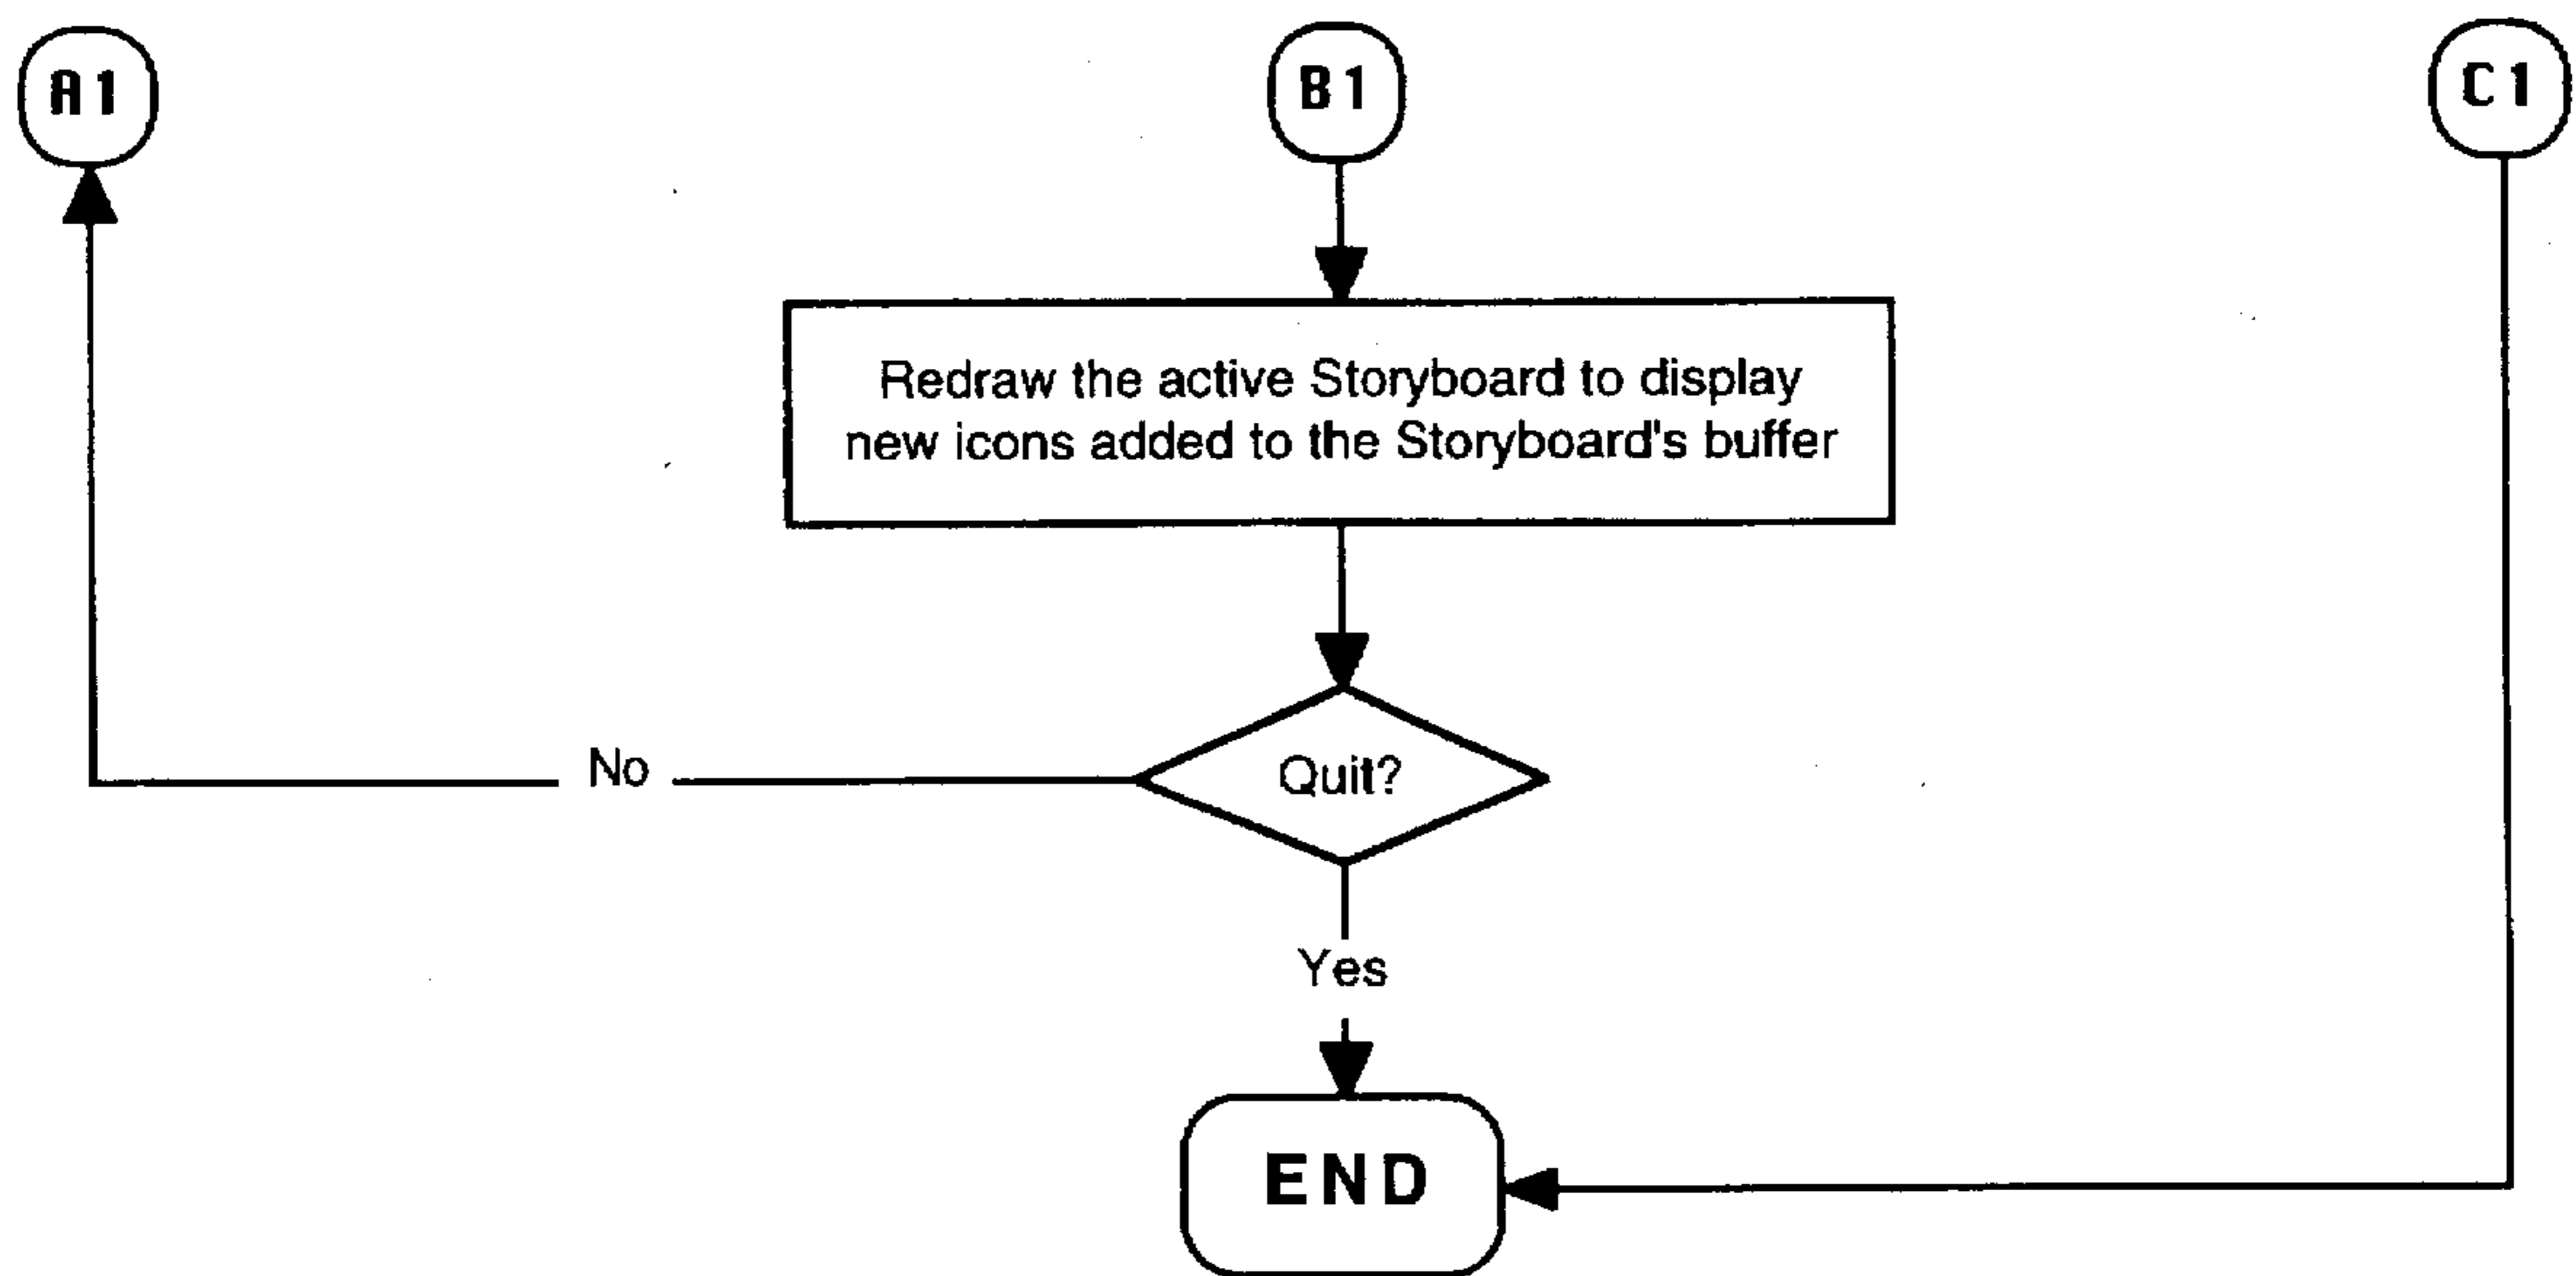 A1
B1
C1
Redraw the active Storyboard to display
new icons added to the Storyboard's buffer
No
Quit?
Yes
END